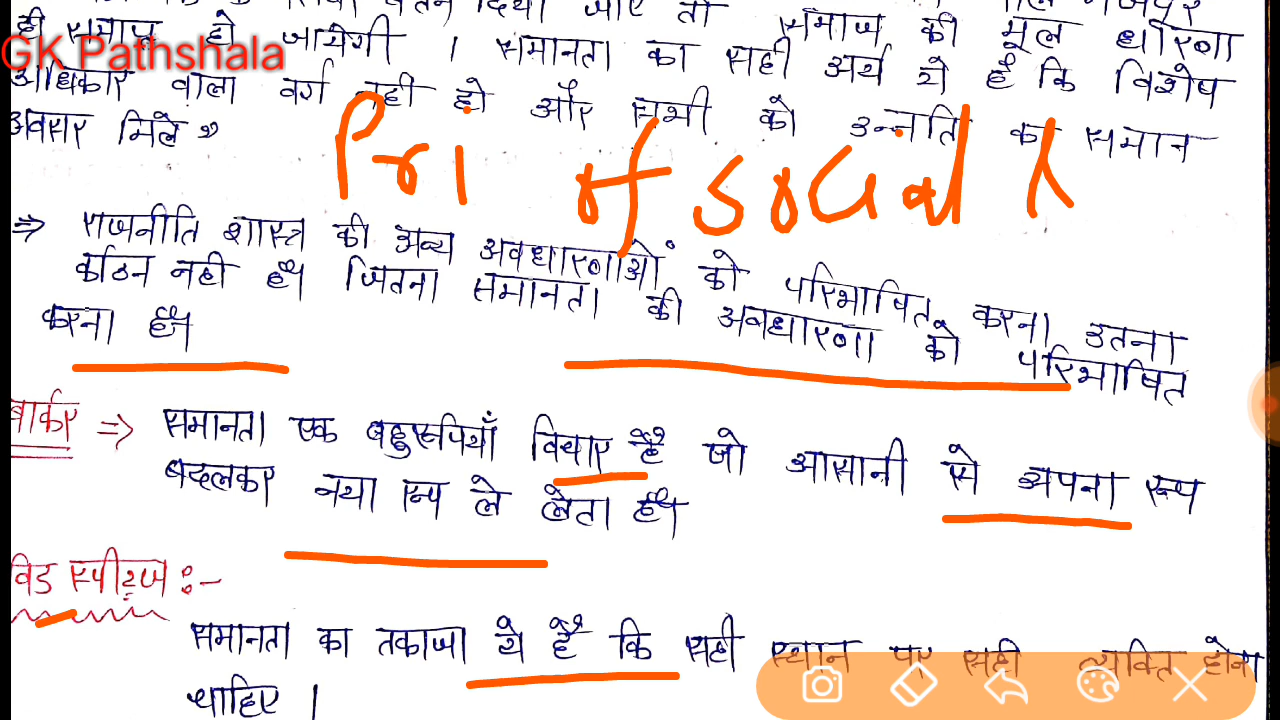 दिया जाए तो समाज की मूल धारणा
ही समाप्त हो जायेगी । समानता का सही अर्थ ये है कि विशेष
GK Pathshala
अधिकार वाला वर्ग नही हो और सभी को उन्नति का समान
अवसर मिले
Pri of social
⇒ राजनीति शास्त्र की अन्य अवधारणाओं को परिभाषित करना उतना
कठिन नही है। जितना समानता की अवधारणा को परिभाषित
करना है।
बार्कर ⇒ समानता एक बहुरूपियाँ विचार है जो आसानी से अपना रूप
बदलकर नया रूप ले लेता है।
विड स्पीट्ज :-
समानता का तकाजा ये है कि सही स्थान पर सही व्यक्ति होना
चाहिए ।